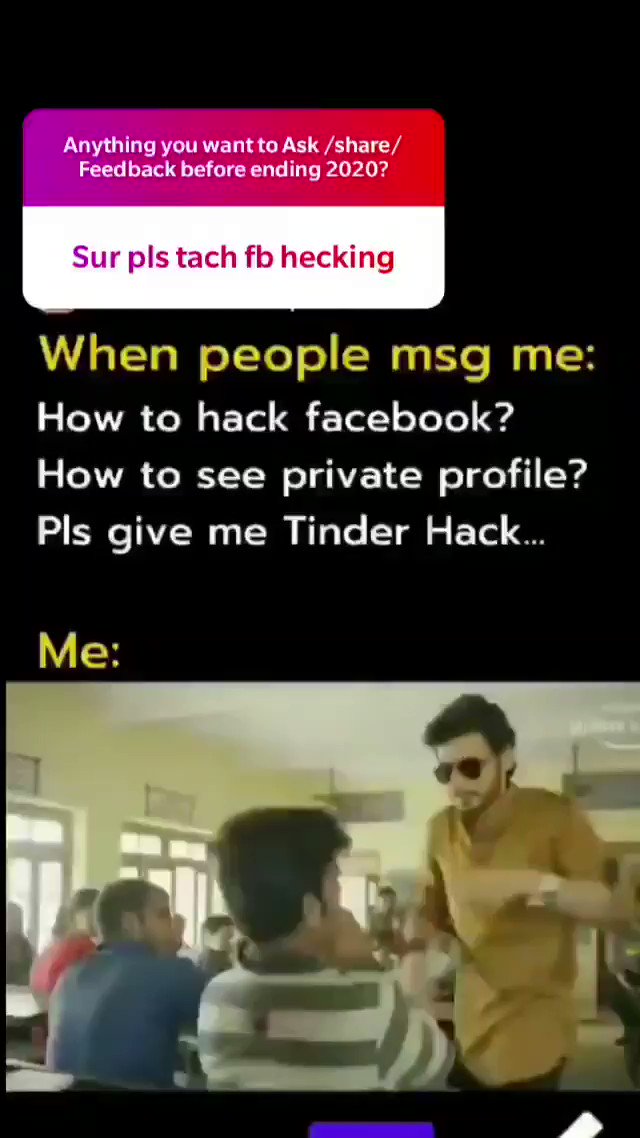 Anything you want to Ask /share/
Feedback before ending 2020?
Sur pls tach fb hecking
When people msg me:
How to hack facebook?
How to see private profile?
Pls give me Tinder Hack...
Me: